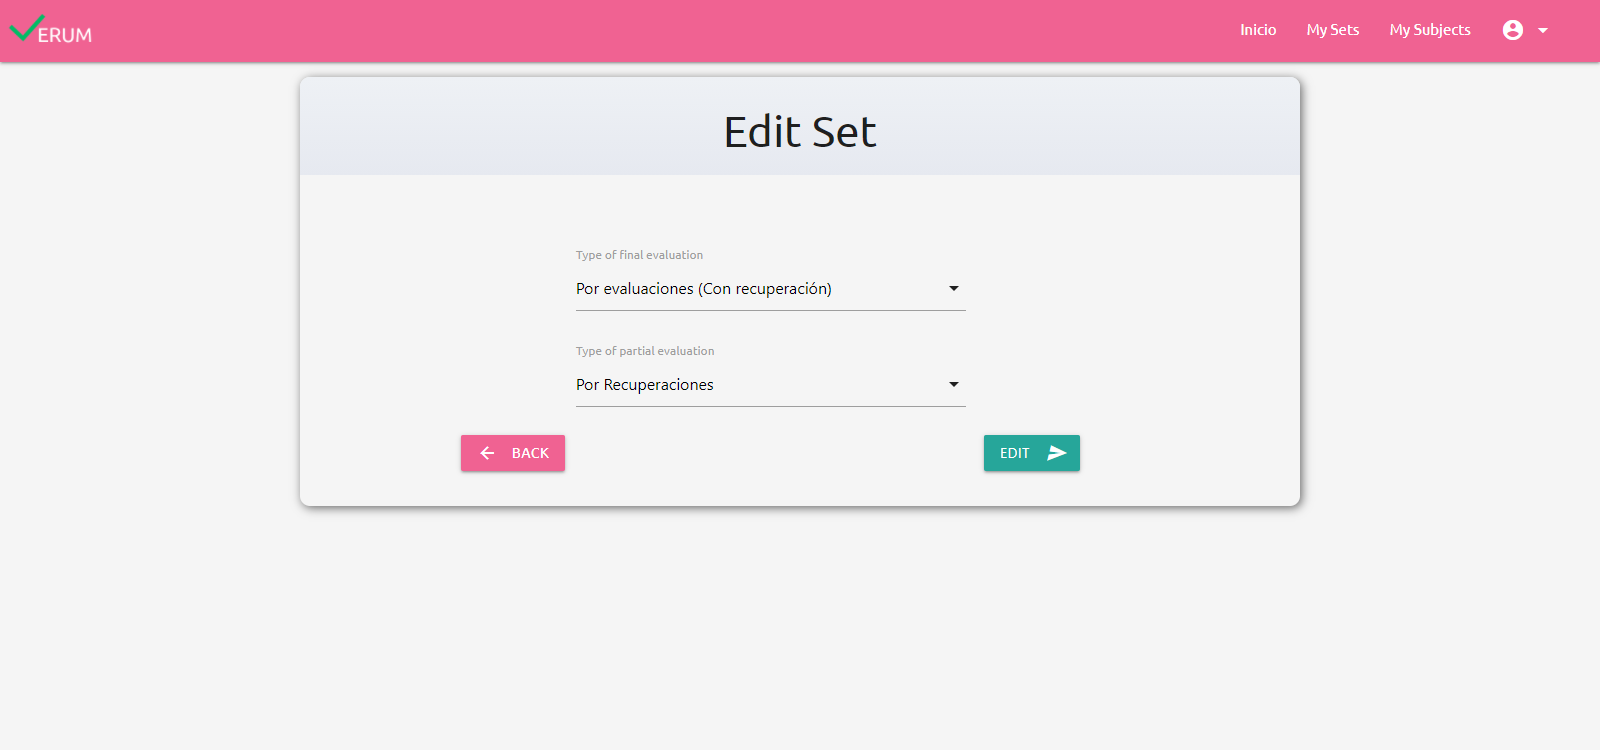 ERUM
Inicio My Sets My Subjects
Edit Set
Type of final evaluation
Por evaluaciones (Con recuperación)
Type of partial evaluation
Por Recuperaciones
BACK EDIT